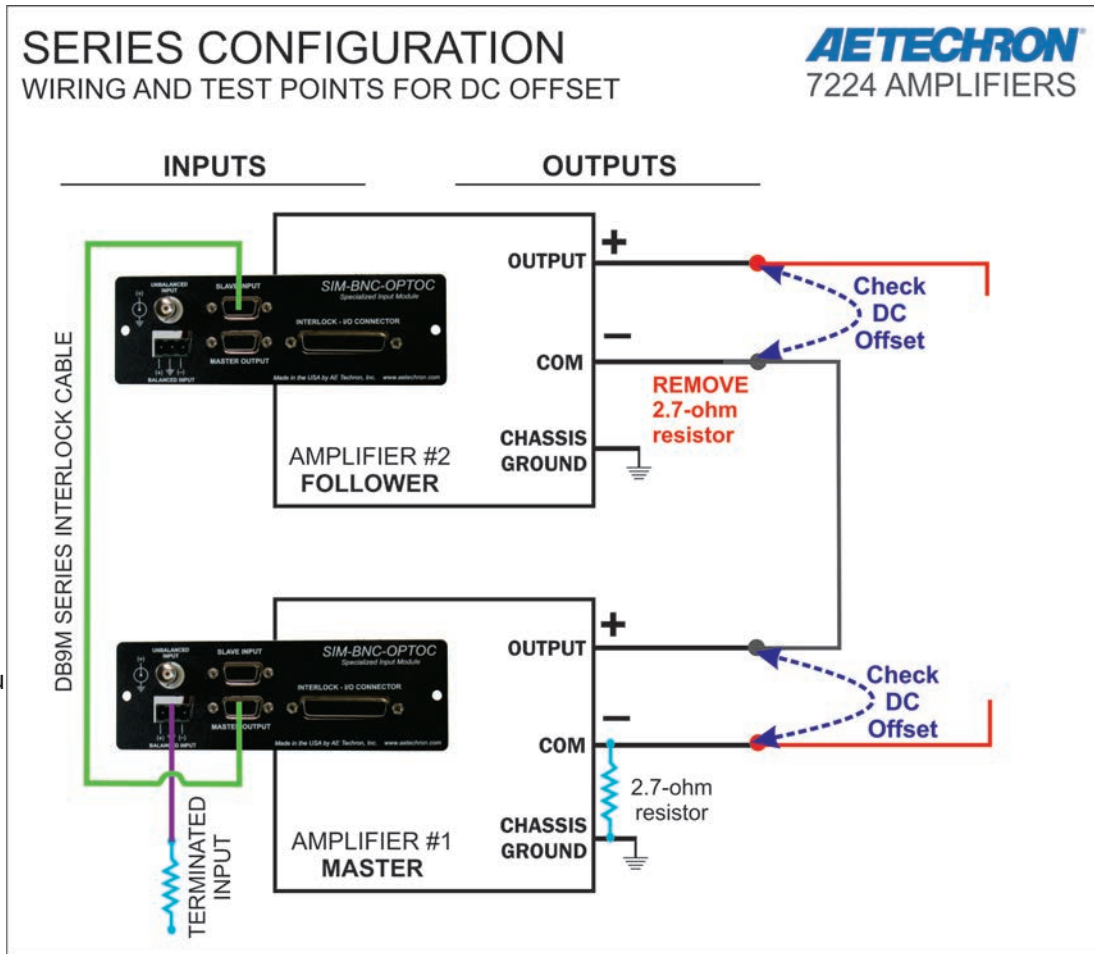 SERIES CONFIGURATION
WIRING AND TEST POINTS FOR DC OFFSET
AE TECHRON
7224 AMPLIFIERS
INPUTS
OUTPUTS
DB9M SERIES INTERLOCK CABLE
UNBALANCED
INPUT
(+)
SLAVE INPUT
SIM-BNC-OPTOC
Specialized Input Module
INTERLOCK - I/O CONNECTOR
MASTER OUTPUT
(+) (-)
BALANCED INPUT
Made in the USA by AE Techron, Inc. www.aetechron.com
AMPLIFIER #2
FOLLOWER
OUTPUT
+
−
COM
CHASSIS
GROUND
REMOVE
2.7-ohm
resistor
Check
DC
Offset
u
UNBALANCED
INPUT
(+)
SLAVE INPUT
SIM-BNC-OPTOC
Specialized Input Module
INTERLOCK - I/O CONNECTOR
MASTER OUTPUT
(+) (-)
BALANCED INPUT
Made in the USA by AE Techron, Inc. www.aetechron.com
AMPLIFIER #1
MASTER
OUTPUT
+
−
COM
CHASSIS
GROUND
2.7-ohm
resistor
Check
DC
Offset
TERMINATED
INPUT